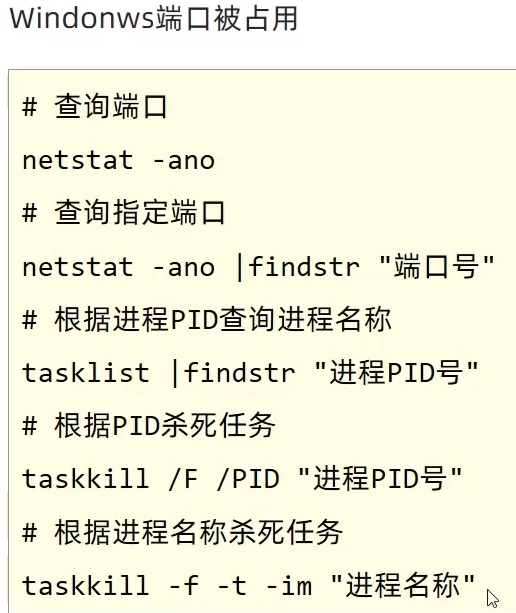 Windonws端口被占用
# 查询端口
netstat -ano
# 查询指定端口
netstat -ano |findstr "端口号"
# 根据进程PID查询进程名称
tasklist |findstr "进程PID号"
# 根据PID杀死任务
taskkill /F /PID "进程PID号"
# 根据进程名称杀死任务
taskkill -f -t -im "进程名称"